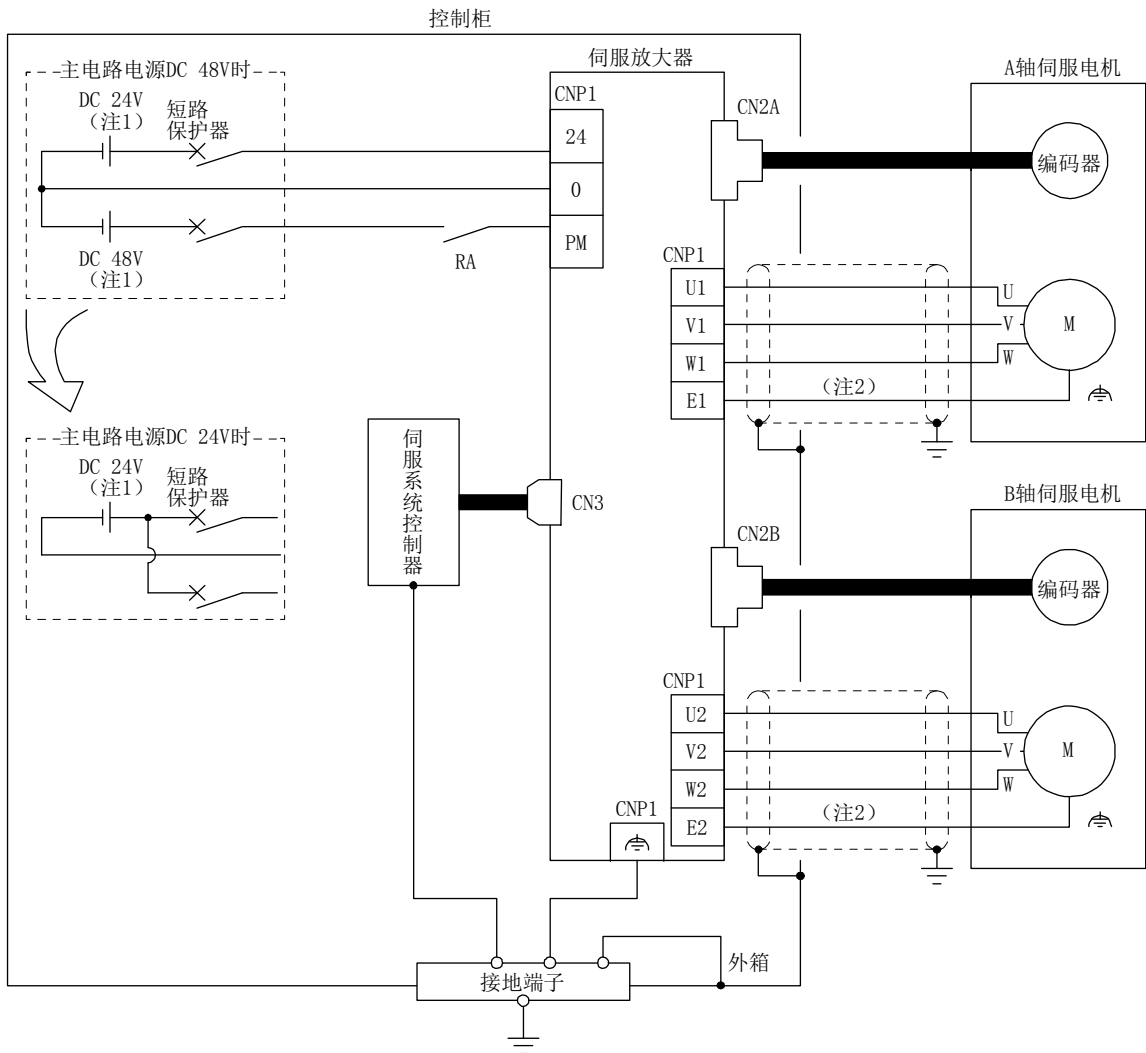 控制柜
主电路电源DC 48V时
DC 24V
（注1）
短路
保护器
DC 48V
（注1）
RA
伺服放大器
CNP1
24
0
PM
CN2A
A轴伺服电机
编码器
CNP1
U1
V1
W1
E1
（注2）
U
V
W
M
主电路电源DC 24V时
DC 24V
（注1）
短路
保护器
伺服系统控制器
CN3
CN2B
B轴伺服电机
编码器
CNP1
U2
V2
W2
E2
（注2）
U
V
W
M
CNP1
外箱
接地端子